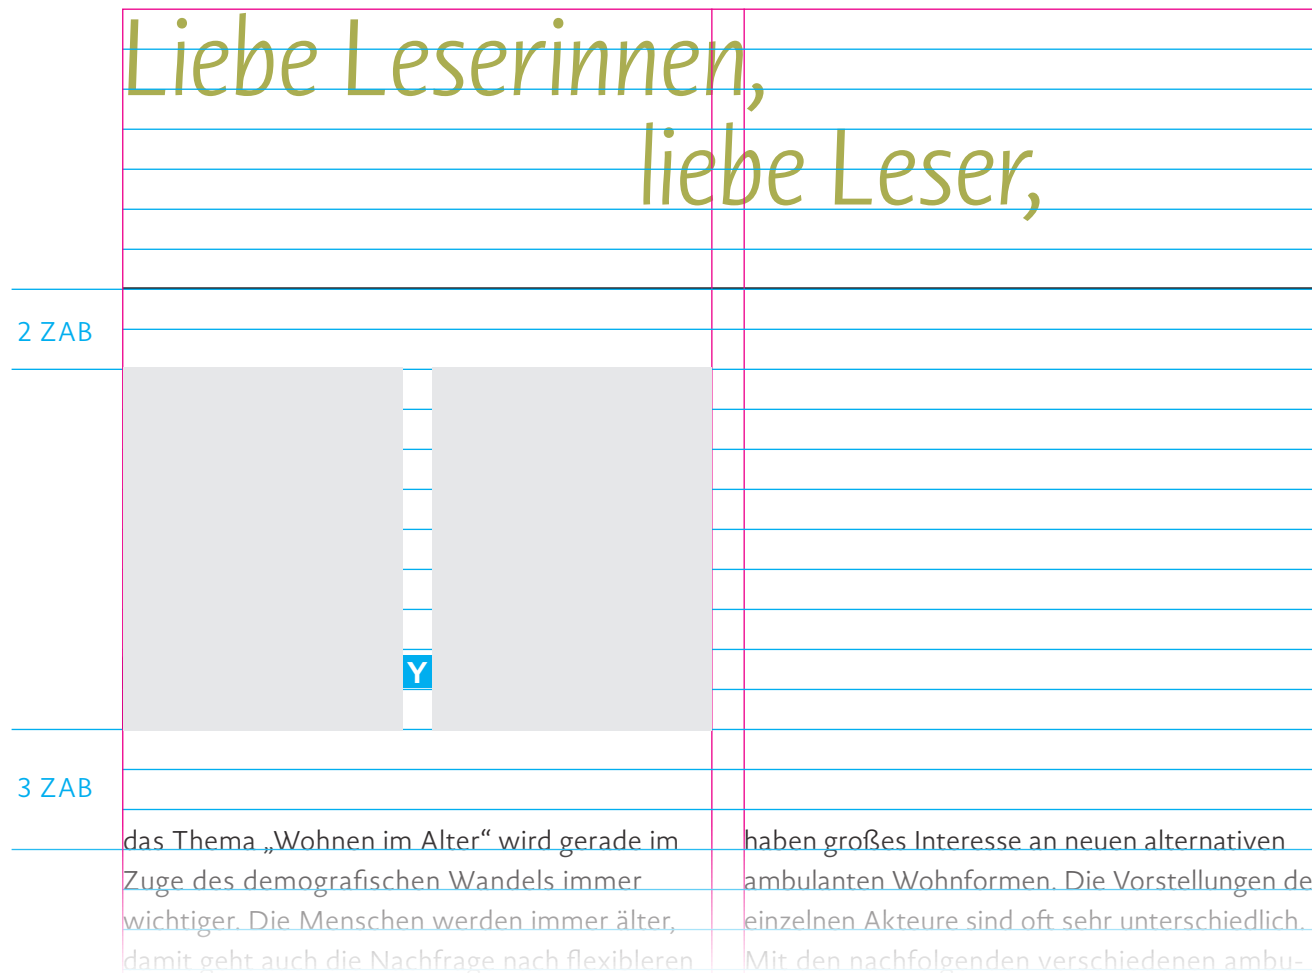 Liebe Leserinnen,
liebe Leser,
2 ZAB
Y
3 ZAB
das Thema „Wohnen im Alter“ wird gerade im
Zuge des demografischen Wandels immer
wichtiger. Die Menschen werden immer älter,
damit geht auch die Nachfrage nach flexibleren
haben großes Interesse an neuen alternativen
ambulanten Wohnformen. Die Vorstellungen de
einzelnen Akteure sind oft sehr unterschiedlich.
Mit den nachfolgenden verschiedenen ambu-